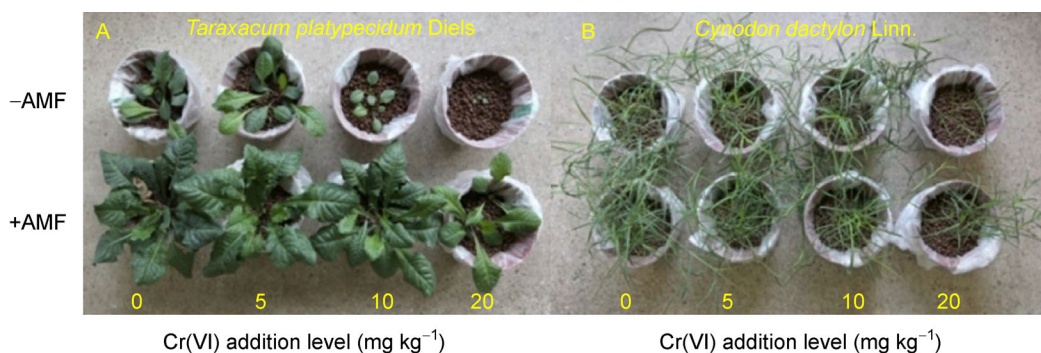 A Taraxacum platypecidum Diels
B Cynodon dactylon Linn.
−AMF
+AMF
0 5 10 20
0 5 10 20
Cr(VI) addition level (mg kg−1)
Cr(VI) addition level (mg kg−1)